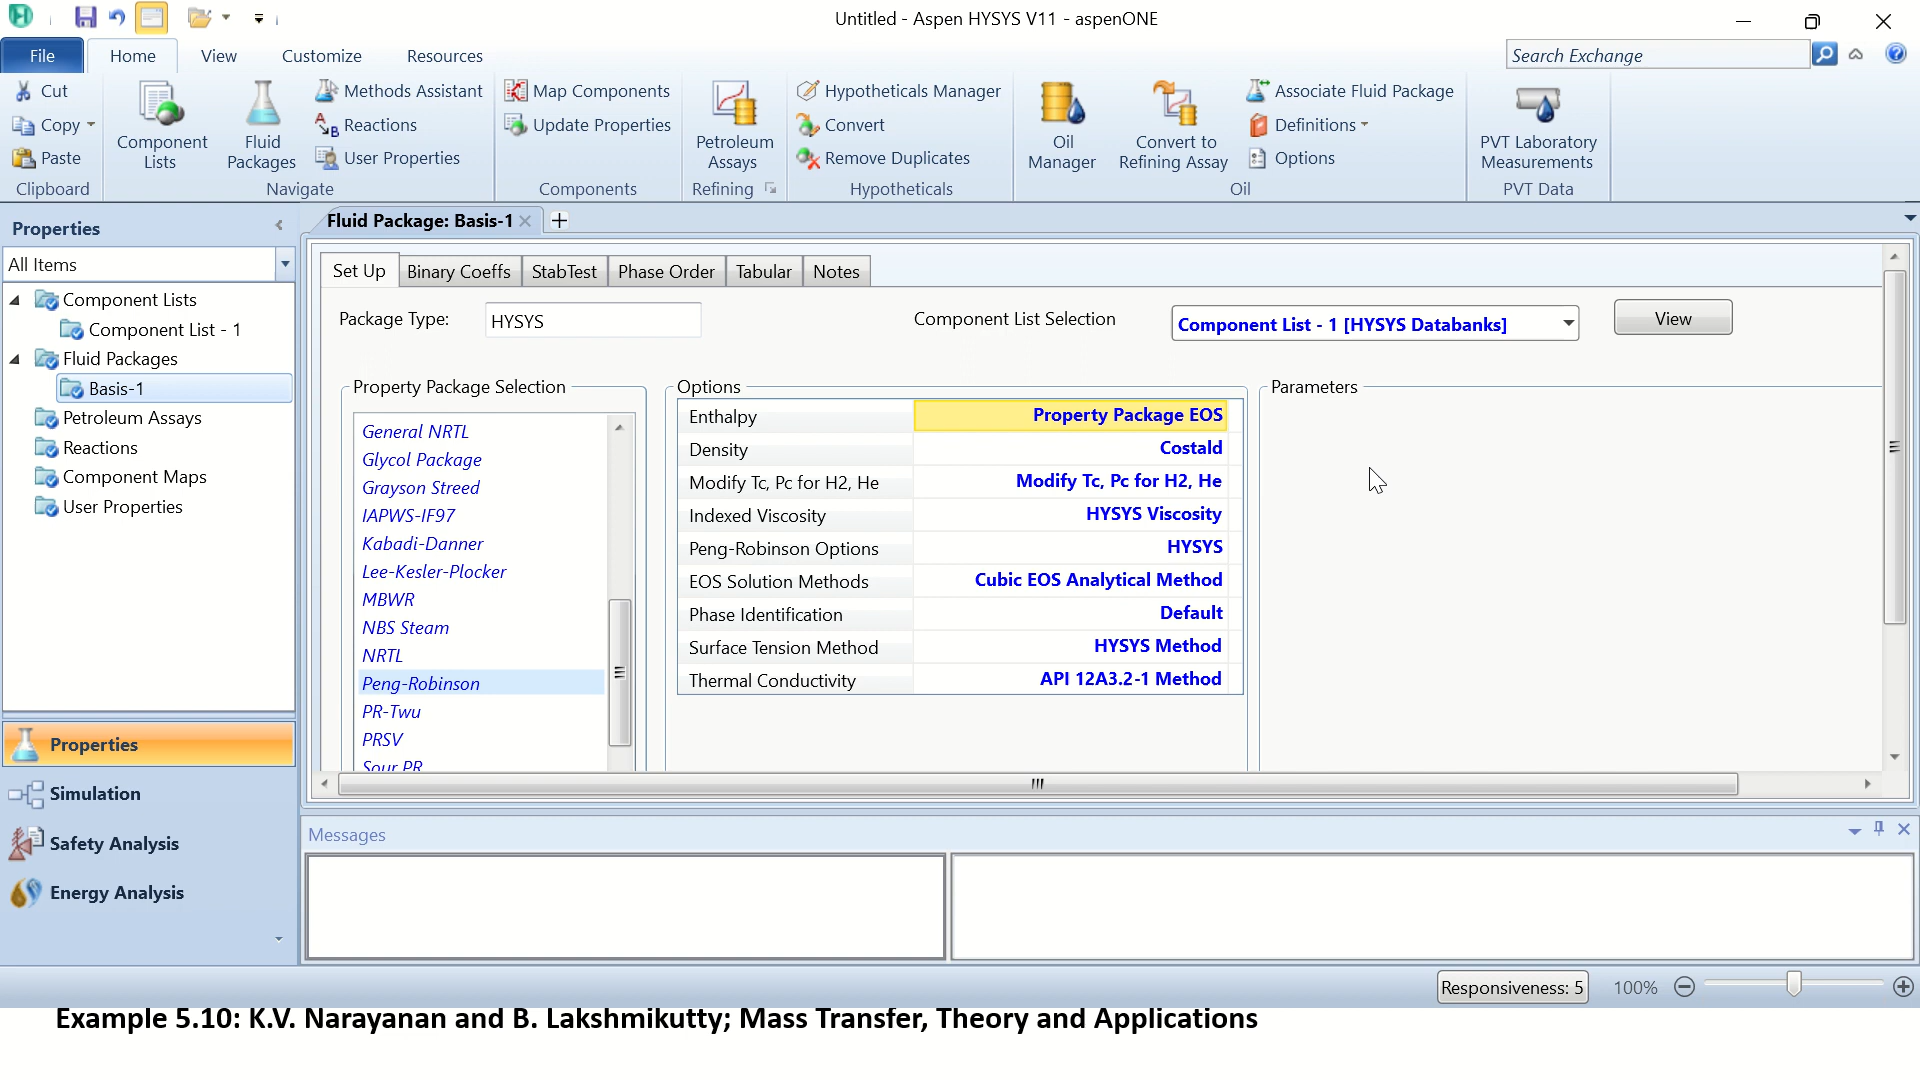 Untitled - Aspen HYSYS V11 - aspenONE
File Home View Customize Resources Search Exchange
Cut
Copy
Paste
Clipboard
Component Lists
Fluid Packages
Methods Assistant
Reactions
User Properties
Navigate
Map Components
Update Properties
Components
Petroleum Assays
Refining
Hypotheticals Manager
Convert
Remove Duplicates
Hypotheticals
Oil Manager
Convert to Refining Assay
Associate Fluid Package
Definitions
Options
Oil
PVT Laboratory Measurements
PVT Data
Properties
All Items
Component Lists
Component List - 1
Fluid Packages
Basis-1
Petroleum Assays
Reactions
Component Maps
User Properties
Properties
Simulation
Safety Analysis
Energy Analysis
Fluid Package: Basis-1
Set Up Binary Coeffs StabTest Phase Order Tabular Notes
Package Type: HYSYS Component List Selection Component List - 1 [HYSYS Databanks] View
Property Package Selection
General NRTL
Glycol Package
Grayson Streed
IAPWS-IF97
Kabadi-Danner
Lee-Kesler-Plocker
MBWR
NBS Steam
NRTL
Peng-Robinson
PR-Twu
PRSV
Sour PR
Options
Enthalpy Property Package EOS
Density Costald
Modify Tc, Pc for H2, He Modify Tc, Pc for H2, He
Indexed Viscosity HYSYS Viscosity
Peng-Robinson Options HYSYS
EOS Solution Methods Cubic EOS Analytical Method
Phase Identification Default
Surface Tension Method HYSYS Method
Thermal Conductivity API 12A3.2-1 Method
Parameters
Messages
Responsiveness: 5 100%
Example 5.10: K.V. Narayanan and B. Lakshmikutty; Mass Transfer, Theory and Applications